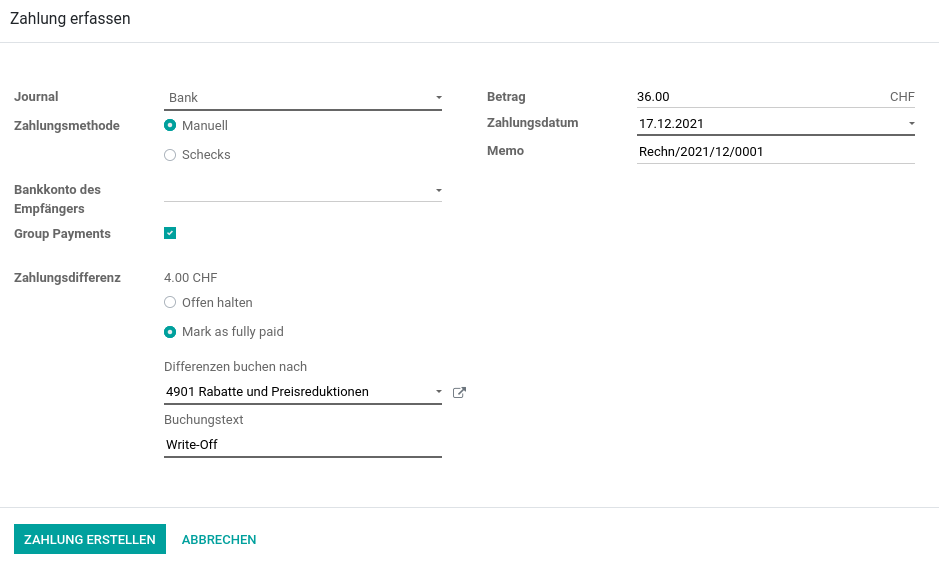 Zahlung erfassen
Journal
Bank
Zahlungsmethode
Manuell
Schecks
Bankkonto des
Empfängers
Group Payments
Betrag
36.00 CHF
Zahlungsdatum
17.12.2021
Memo
Rechn/2021/12/0001
Zahlungsdifferenz
4.00 CHF
Offen halten
Mark as fully paid
Differenzen buchen nach
4901 Rabatte und Preisreduktionen
Buchungstext
Write-Off
ZAHLUNG ERSTELLEN
ABBRECHEN